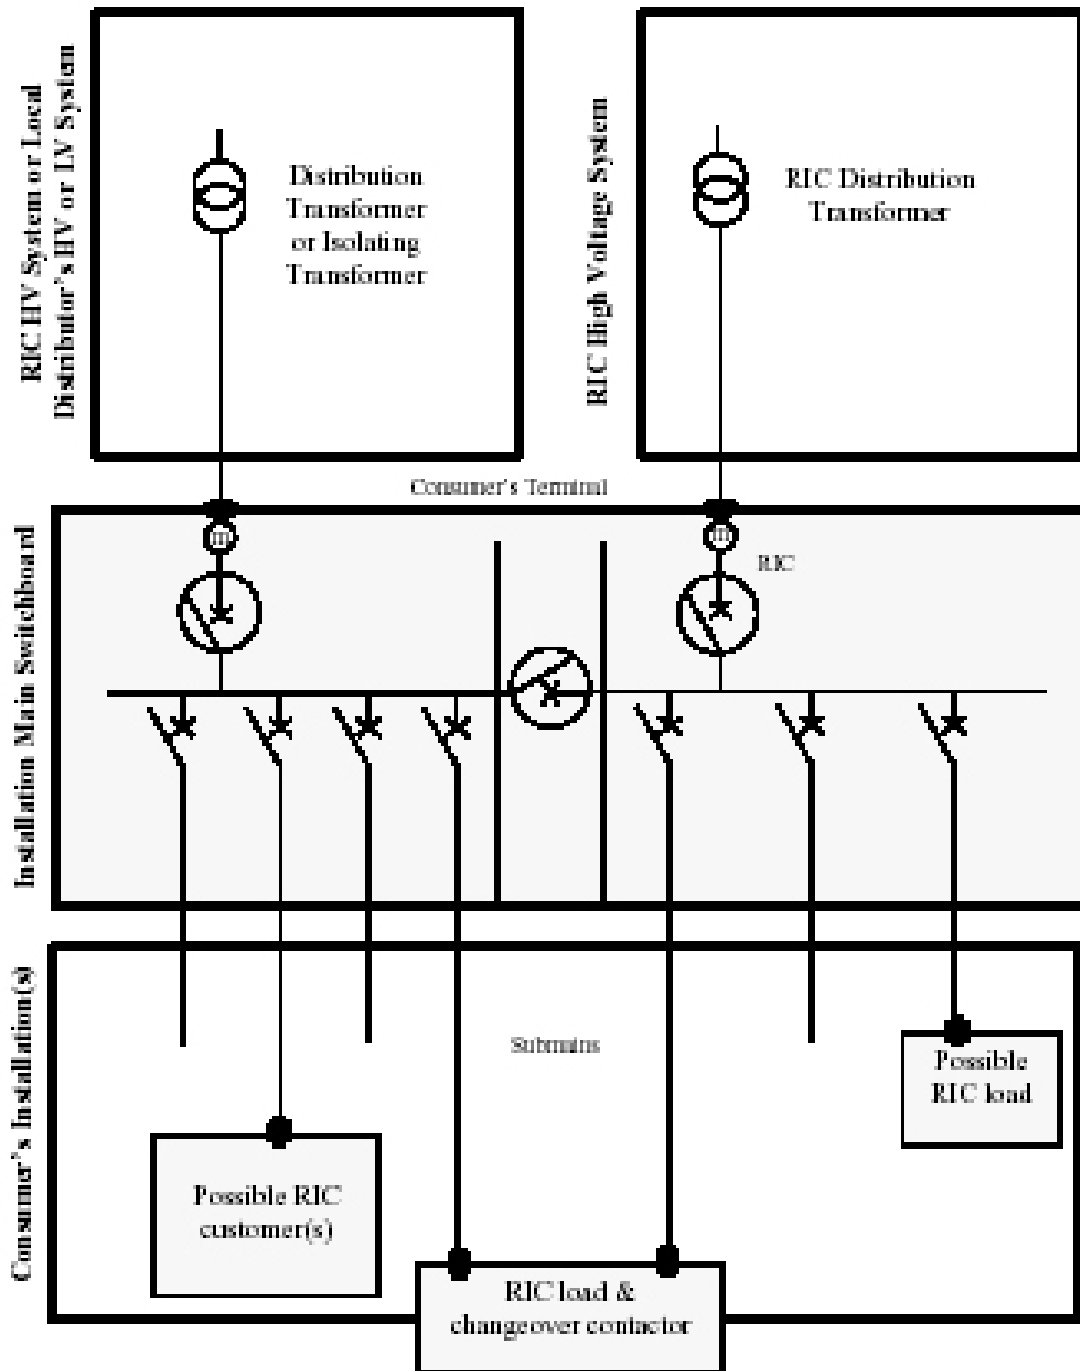 RIC HV System or Local
Distributor's HV or LV System
Distribution
Transformer
or Isolating
Transformer
RIC High Voltage System
RIC Distribution
Transformer
Consumer's Terminal
Installation Main Switchboard
m
m
RIC
Consumer's Installation(s)
Submains
Possible
RIC load
Possible RIC
customer(s)
RIC load &
changeover contactor